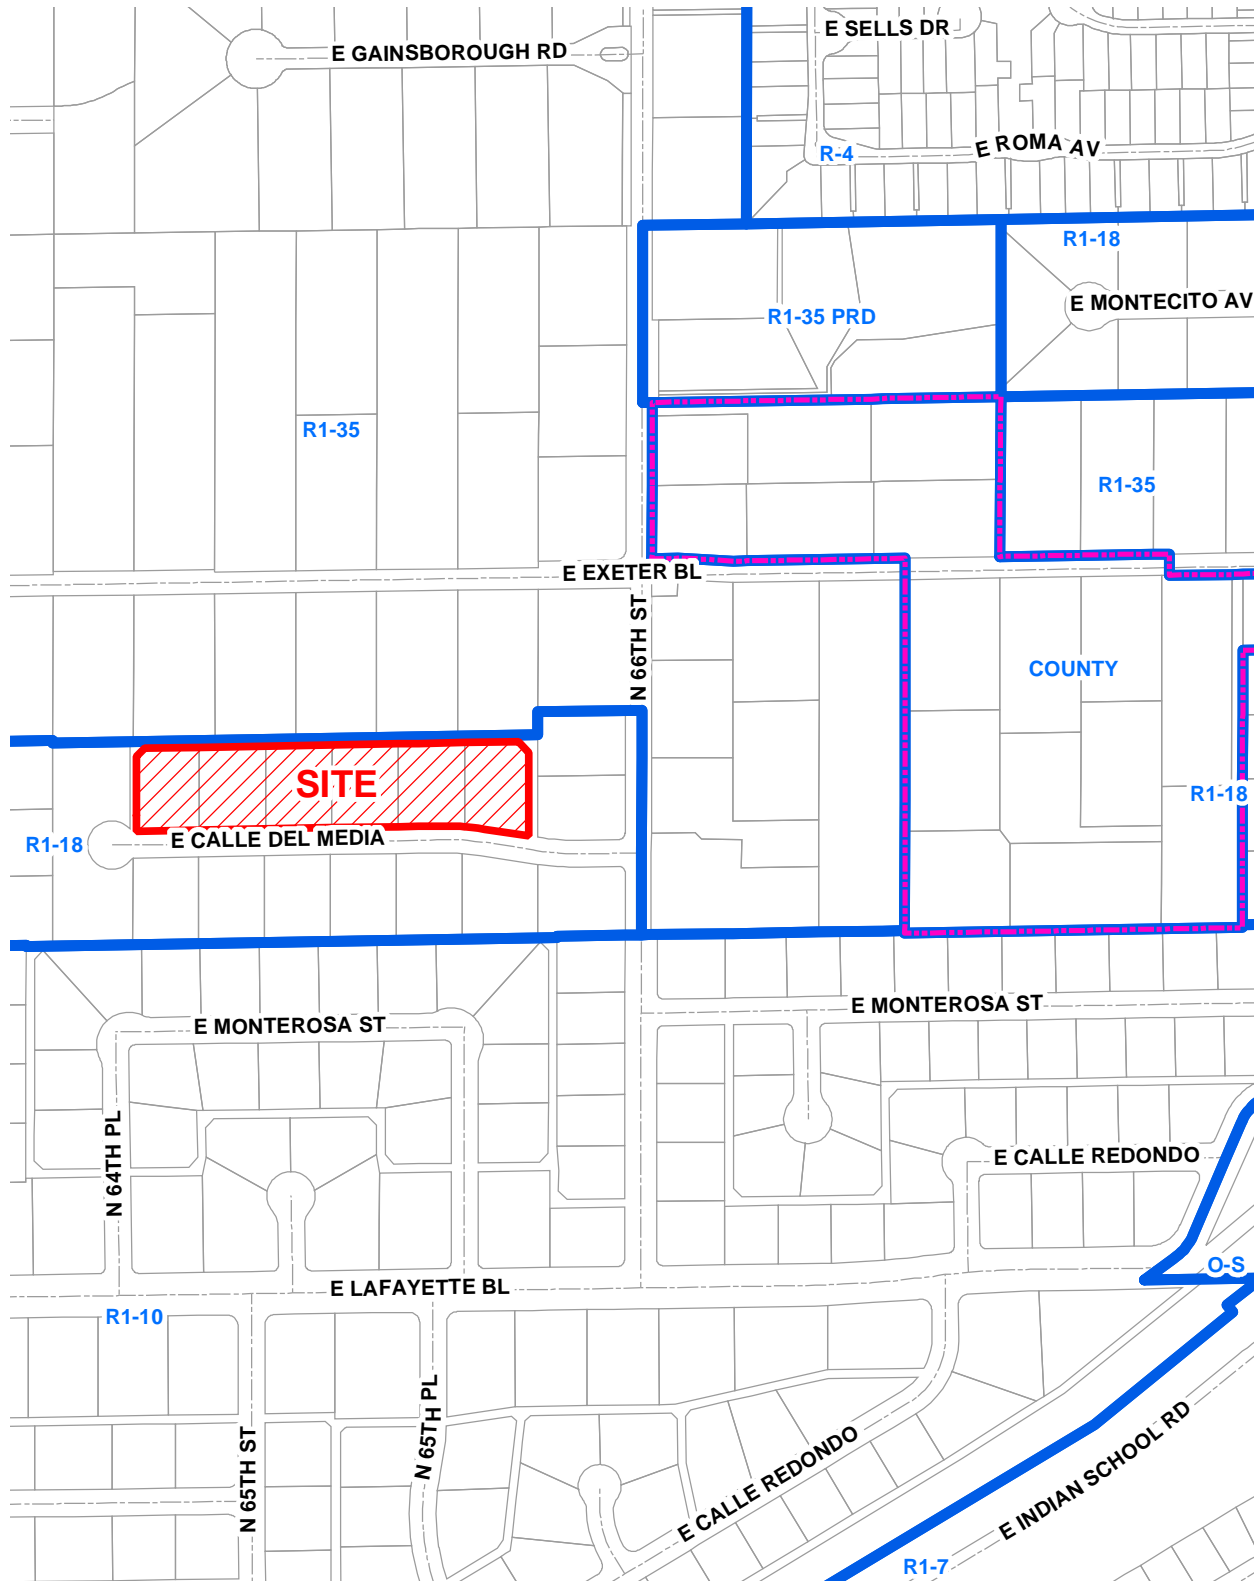 E SELLS DR
E GAINSBOROUGH RD
E ROMA AV
R-4
R1-18
E MONTECITO AV
R1-35 PRD
R1-35
R1-35
E EXETER BL
N 66TH ST
COUNTY
SITE
R1-18
E CALLE DEL MEDIA
R1-18
E MONTEROSA ST
E MONTEROSA ST
N 64TH PL
E CALLE REDONDO
O-S
E LAFAYETTE BL
R1-10
N 65TH PL
N 65TH ST
E CALLE REDONDO
E INDIAN SCHOOL RD
R1-7